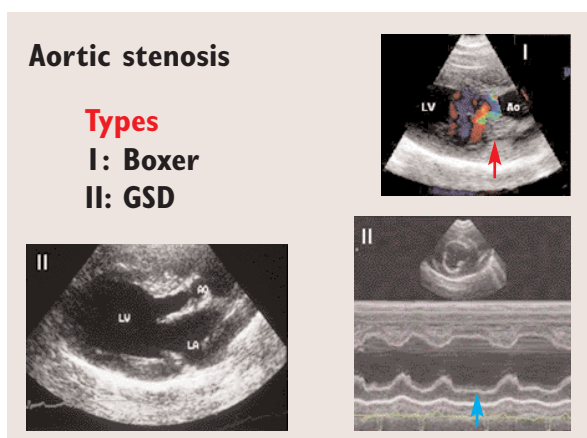 Aortic stenosis
I
LV
Ao
Types
I: Boxer
II: GSD
II
AO
LV
LA
II